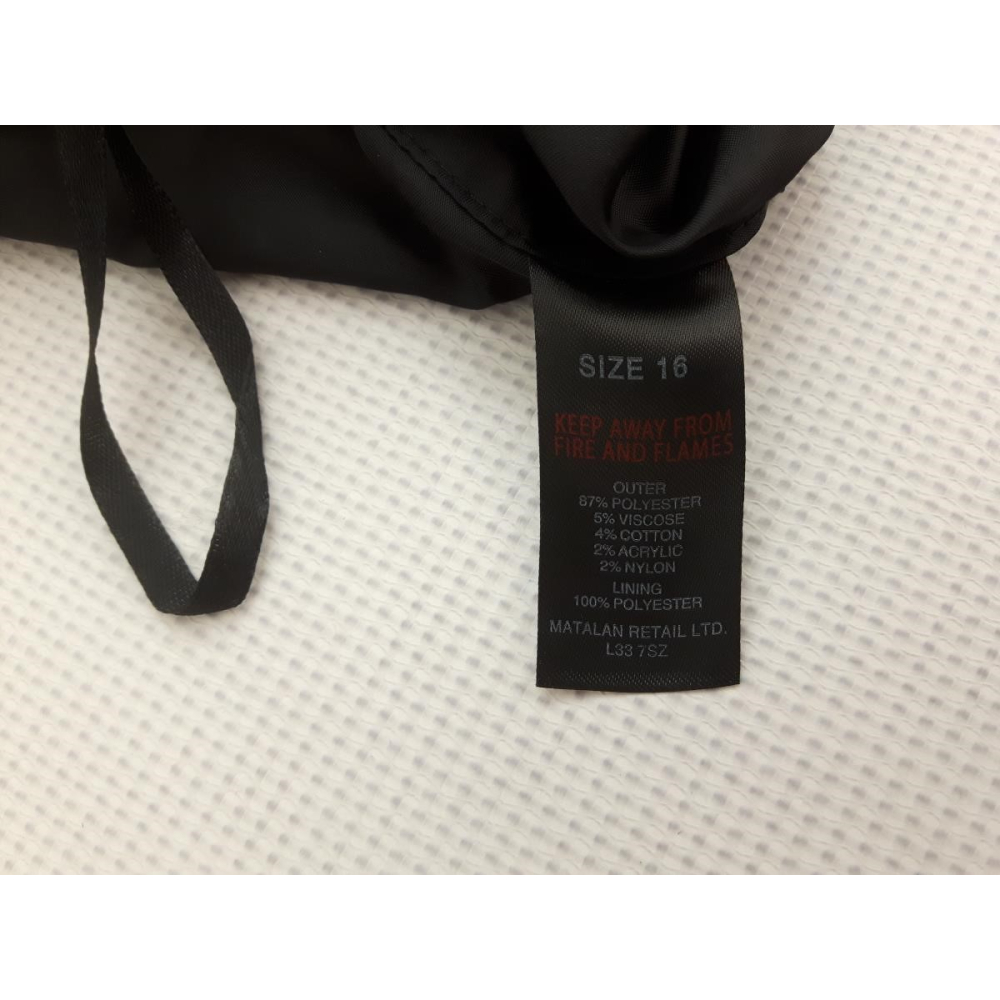 SIZE 16
KEEP AWAY FROM
FIRE AND FLAMES
OUTER
87% POLYESTER
5% VISCOSE
4% COTTON
2% ACRYLIC
2% NYLON
LINING
100% POLYESTER
MATALAN RETAIL LTD.
L33 7SZ